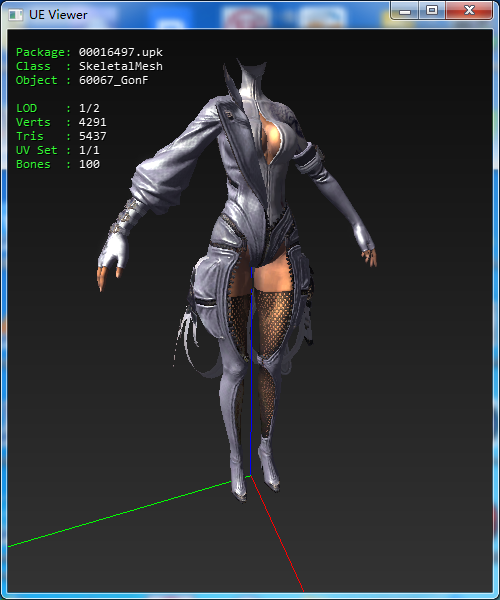 UE Viewer
Package: 00016497.upk
Class  : SkeletalMesh
Object : 60067_GonF
LOD    : 1/2
Verts  : 4291
Tris   : 5437
UV Set : 1/1
Bones  : 100